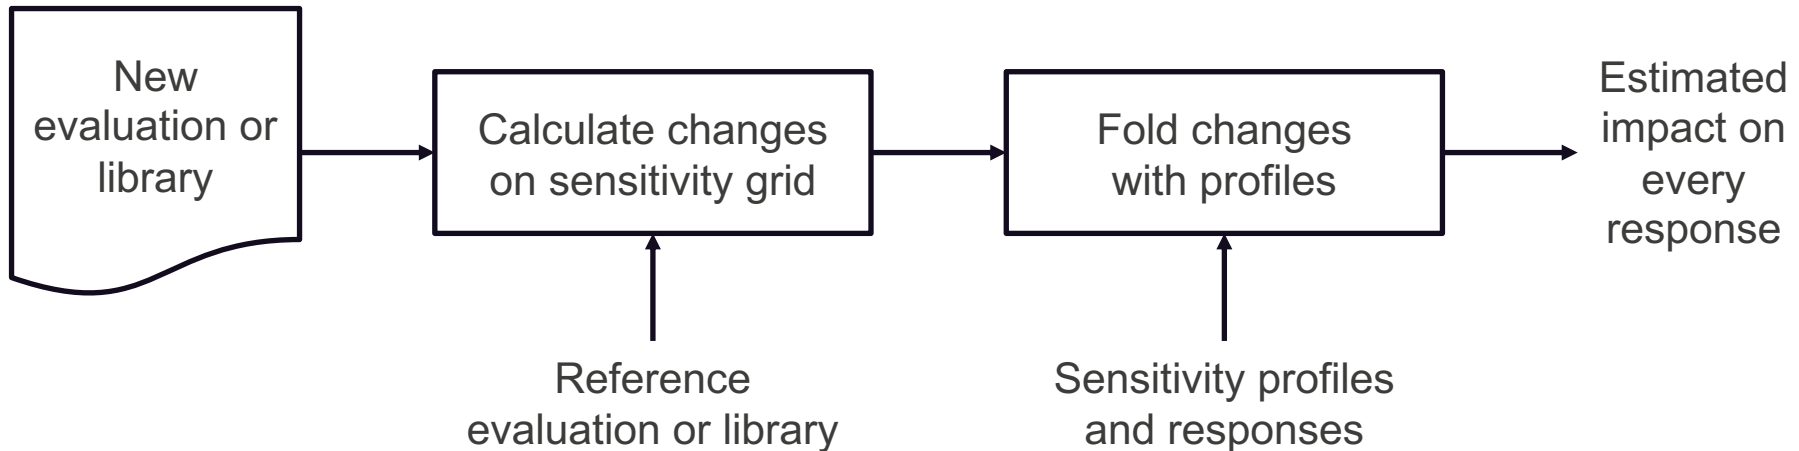 New
evaluation or
library
Calculate changes
on sensitivity grid
Fold changes
with profiles
Estimated
impact on
every
response
Reference
evaluation or library
Sensitivity profiles
and responses